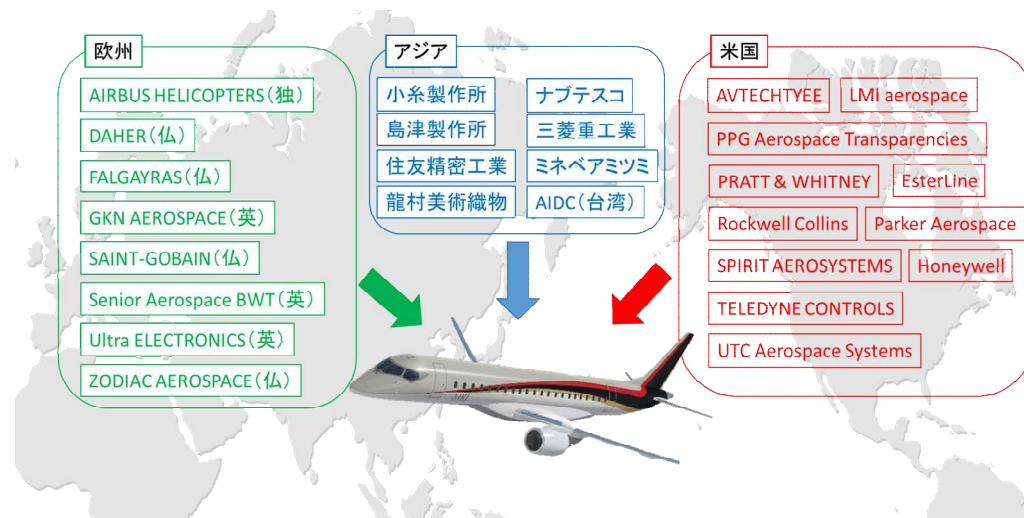 欧州
AIRBUS HELICOPTERS（独）
DAHER（仏）
FALGAYRAS（仏）
GKN AEROSPACE（英）
SAINT-GOBAIN（仏）
Senior Aerospace BWT（英）
Ultra ELECTRONICS（英）
ZODIAC AEROSPACE（仏）
アジア
小糸製作所
ナブテスコ
島津製作所
三菱重工業
住友精密工業
ミネベアミツミ
龍村美術織物
AIDC（台湾）
米国
AVTECHTYEE
LMI aerospace
PPG Aerospace Transparencies
PRATT & WHITNEY
EsterLine
Rockwell Collins
Parker Aerospace
SPIRIT AEROSYSTEMS
Honeywell
TELEDYNE CONTROLS
UTC Aerospace Systems
MRJ